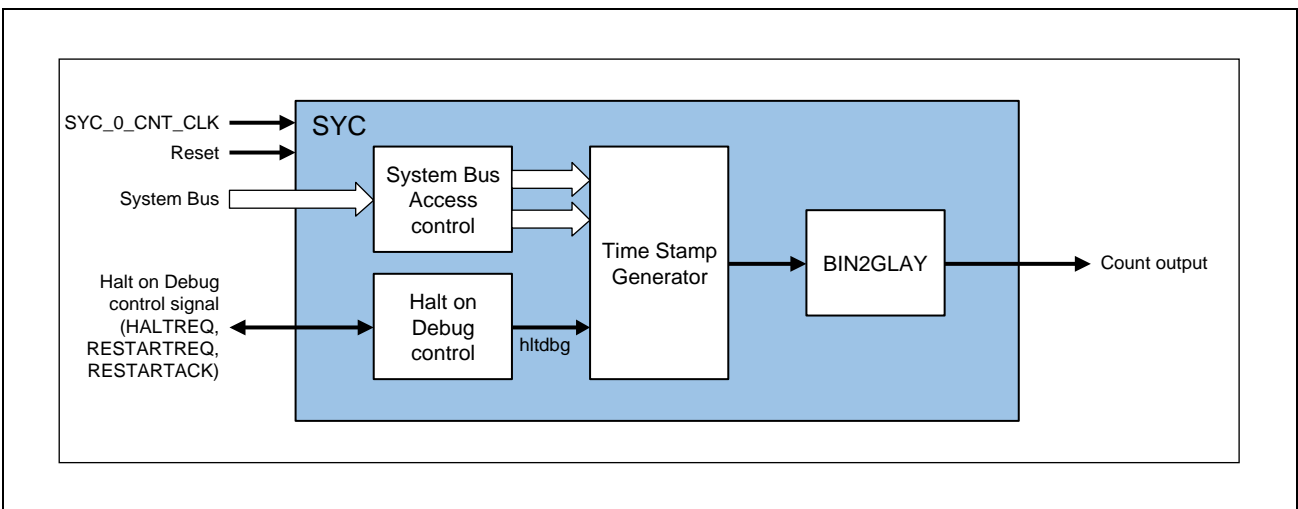 SYC_0_CNT_CLK
Reset
System Bus
Halt on Debug
control signal
(HALTREQ,
RESTARTREQ,
RESTARTACK)
SYC
System Bus
Access
control
Halt on
Debug
control
hltdbg
Time Stamp
Generator
BIN2GLAY
Count output